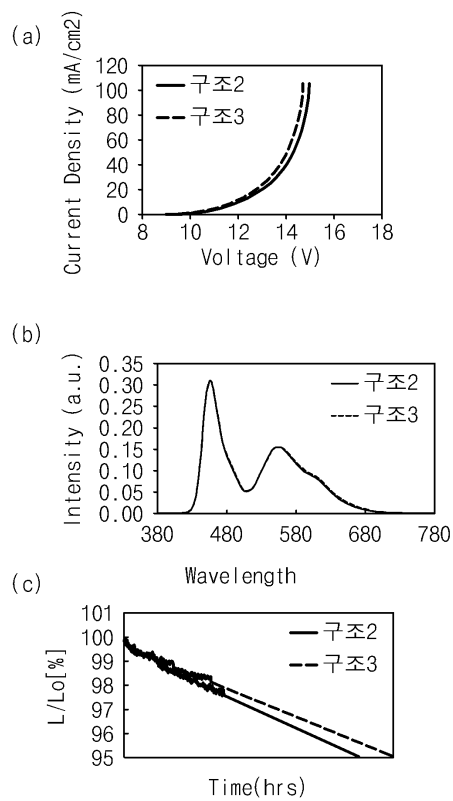 (a)
Current Density (mA/cm2)
120
100
80
60
40
20
0
구조2
구조3
8 10 12 14 16 18
Voltage (V)
(b)
Intensity (a.u.)
0.35
0.30
0.25
0.20
0.15
0.10
0.05
0.00
구조2
구조3
380 480 580 680 780
Wavelength
(c)
L/Lo[%]
101
100
99
98
97
96
95
구조2
구조3
Time(hrs)